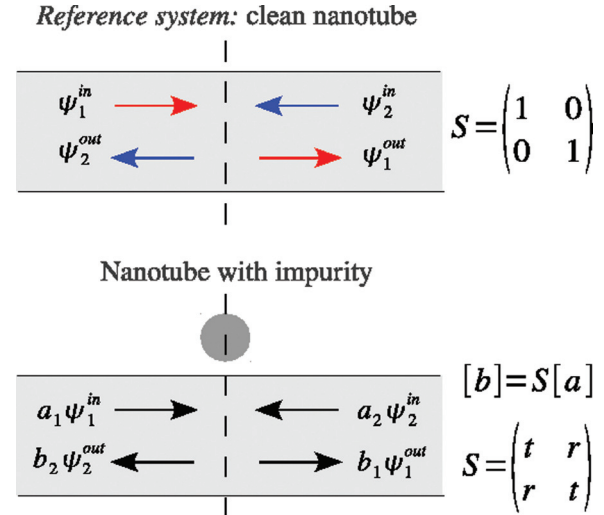 Reference system: clean nanotube
ψ₁ⁱⁿ ψ₂ⁱⁿ
ψ₂ᵒᵘᵗ ψ₁ᵒᵘᵗ
S = (1 0
0 1)
Nanotube with impurity
[b]=S[a]
a₁ψ₁ⁱⁿ a₂ψ₂ⁱⁿ
b₂ψ₂ᵒᵘᵗ b₁ψ₁ᵒᵘᵗ
S = (t r
r t)